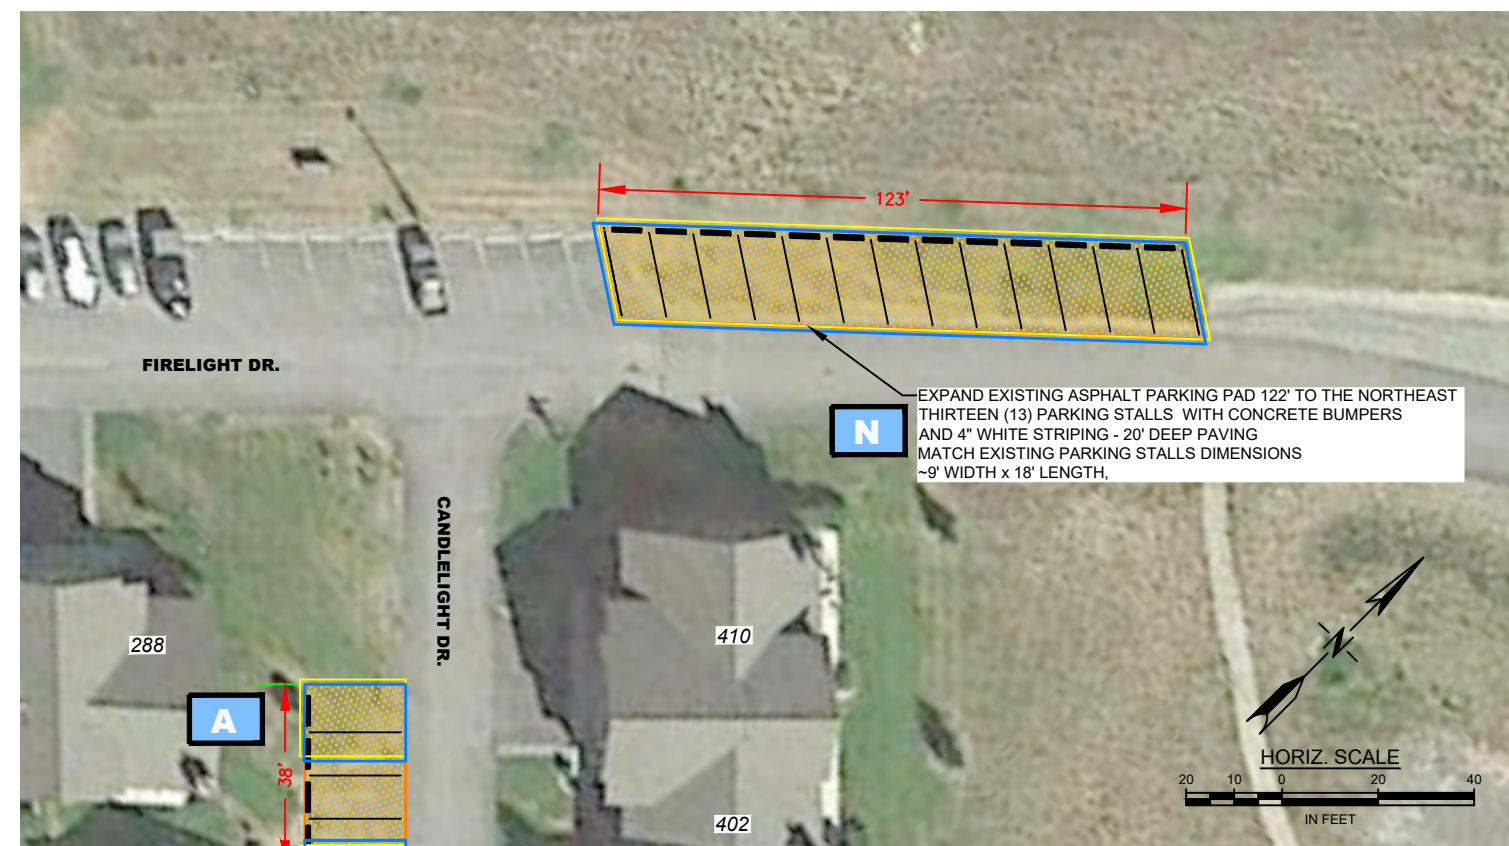 123'
FIRELIGHT DR.
EXPAND EXISTING ASPHALT PARKING PAD 122' TO THE NORTHEAST
THIRTEEN (13) PARKING STALLS WITH CONCRETE BUMPERS
AND 4" WHITE STRIPING - 20' DEEP PAVING
MATCH EXISTING PARKING STALLS DIMENSIONS
~9' WIDTH x 18' LENGTH,
N
CANDLELIGHT DR.
288
410
A
38'
402
N
HORIZ. SCALE
20 10 0 20 40
IN FEET